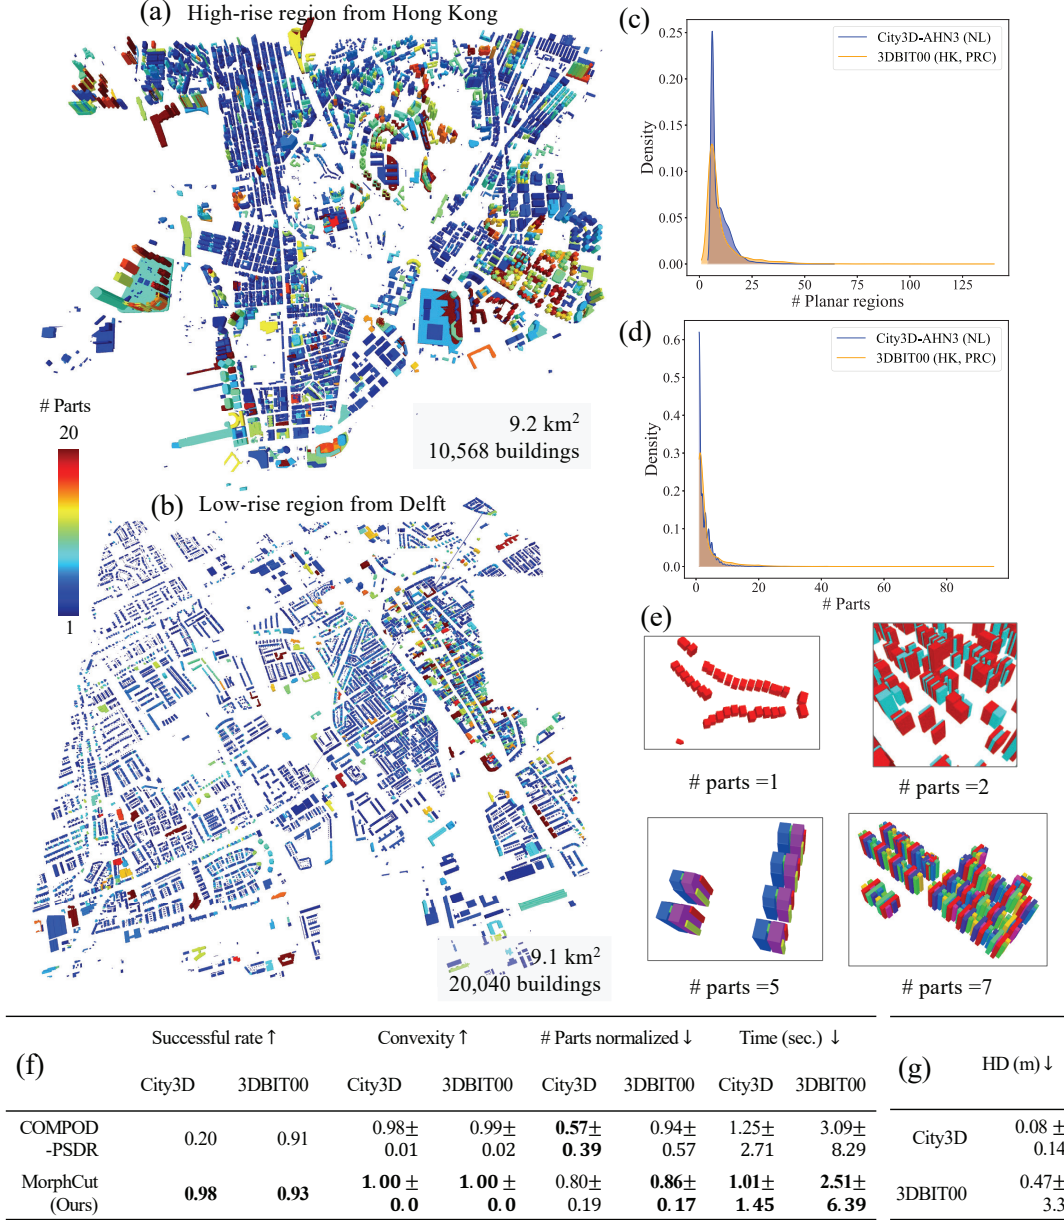 (a)
High-rise region from Hong Kong
9.2 km²
10,568 buildings
# Parts
20
1
(b)
Low-rise region from Delft
9.1 km²
20,040 buildings
(c)
City3D-AHN3 (NL)
3DBIT00 (HK, PRC)
Density
0.25
0.20
0.15
0.10
0.05
0.00
0 25 50 75 100 125
# Planar regions
(d)
City3D-AHN3 (NL)
3DBIT00 (HK, PRC)
Density
0.6
0.5
0.4
0.3
0.2
0.1
0.0
0 20 40 60 80
# Parts
(e)
# parts =1
# parts =2
# parts =5
# parts =7
(f)
Successful rate ↑ Convexity ↑ # Parts normalized ↓ Time (sec.) ↓
City3D 3DBIT00 City3D 3DBIT00 City3D 3DBIT00 City3D 3DBIT00
COMPOD 0.98± 0.99± 0.57± 0.94± 1.25± 3.09±
-PSDR 0.20 0.91 0.01 0.02 0.39 0.57 2.71 8.29
MorphCut 1.00 ± 1.00 ± 0.80± 0.86± 1.01± 2.51±
(Ours) 0.98 0.93 0.0 0.0 0.19 0.17 1.45 6.39
(g)
HD (m)↓
City3D 0.08 ±
0.14
3DBIT00 0.47±
3.3